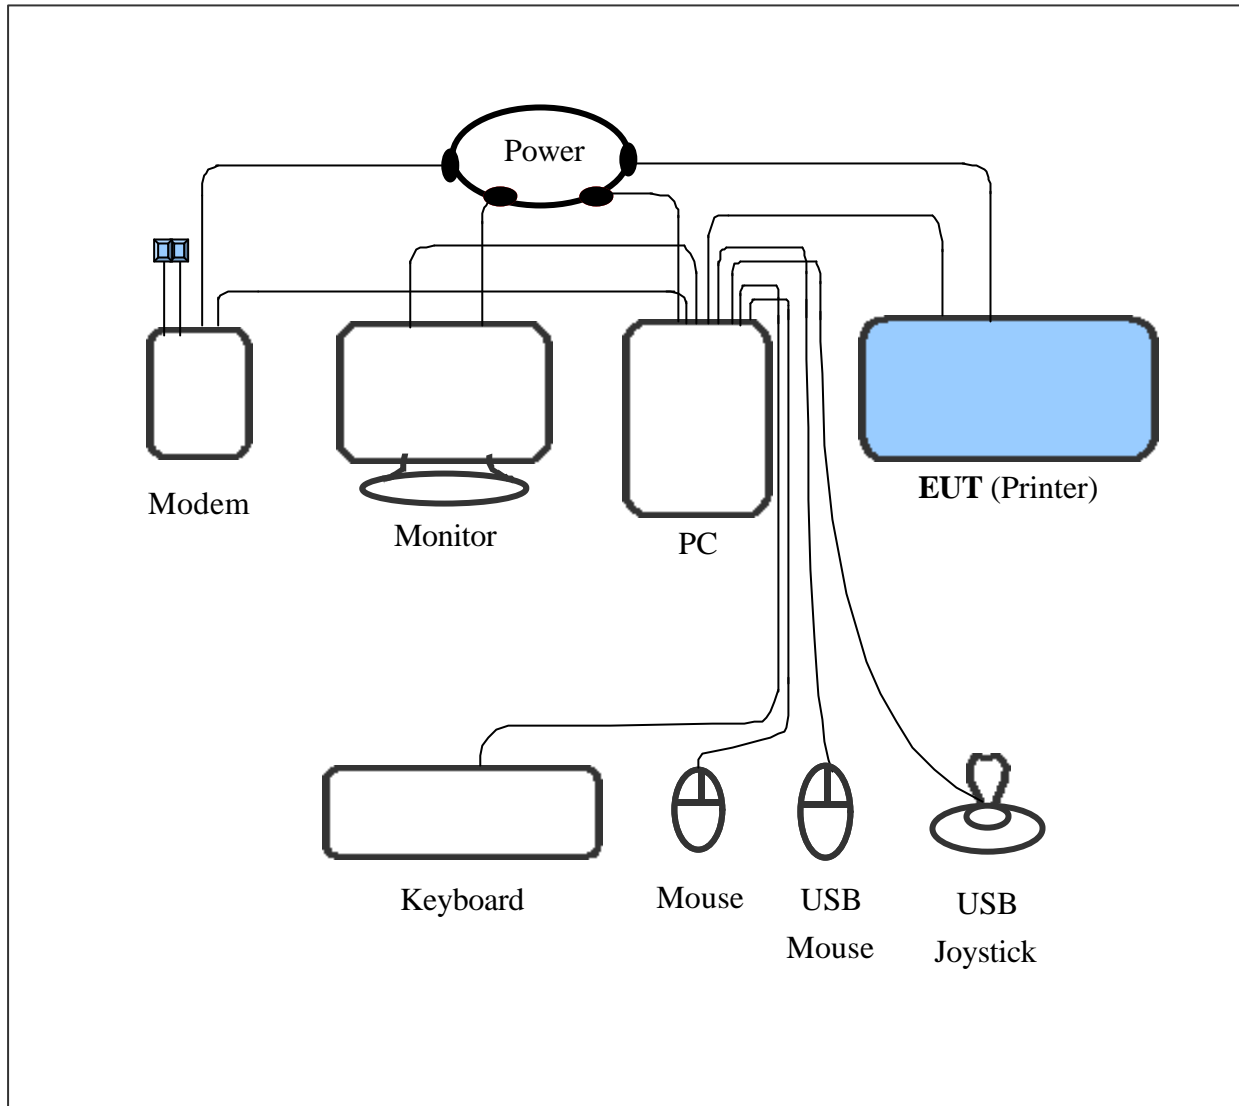 Power
EUT (Printer)
Modem
Monitor
PC
Keyboard
Mouse
USB
Mouse
USB
Joystick